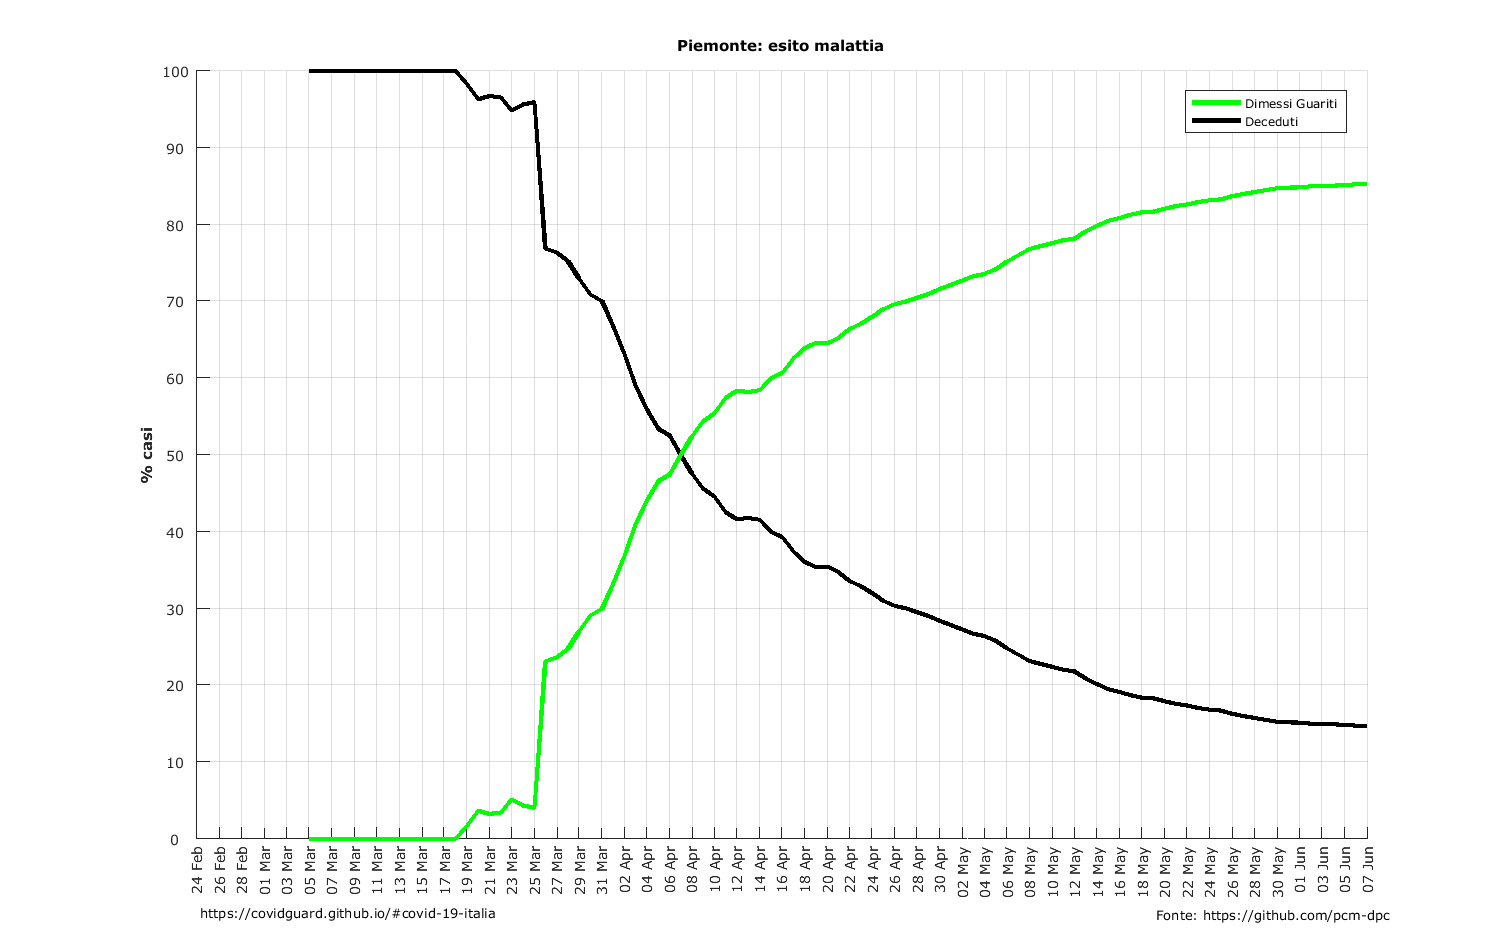 Piemonte: esito malattia
Dimessi Guariti
Deceduti
% casi
100
90
80
70
60
50
40
30
20
10
0
24 Feb
26 Feb
28 Feb
01 Mar
03 Mar
05 Mar
07 Mar
09 Mar
11 Mar
13 Mar
15 Mar
17 Mar
19 Mar
21 Mar
23 Mar
25 Mar
27 Mar
29 Mar
31 Mar
02 Apr
04 Apr
06 Apr
08 Apr
10 Apr
12 Apr
14 Apr
16 Apr
18 Apr
20 Apr
22 Apr
24 Apr
26 Apr
28 Apr
30 Apr
02 May
04 May
06 May
08 May
10 May
12 May
14 May
16 May
18 May
20 May
22 May
24 May
26 May
28 May
30 May
01 Jun
03 Jun
05 Jun
07 Jun
https://covidguard.github.io/#covid-19-italia
Fonte: https://github.com/pcm-dpc